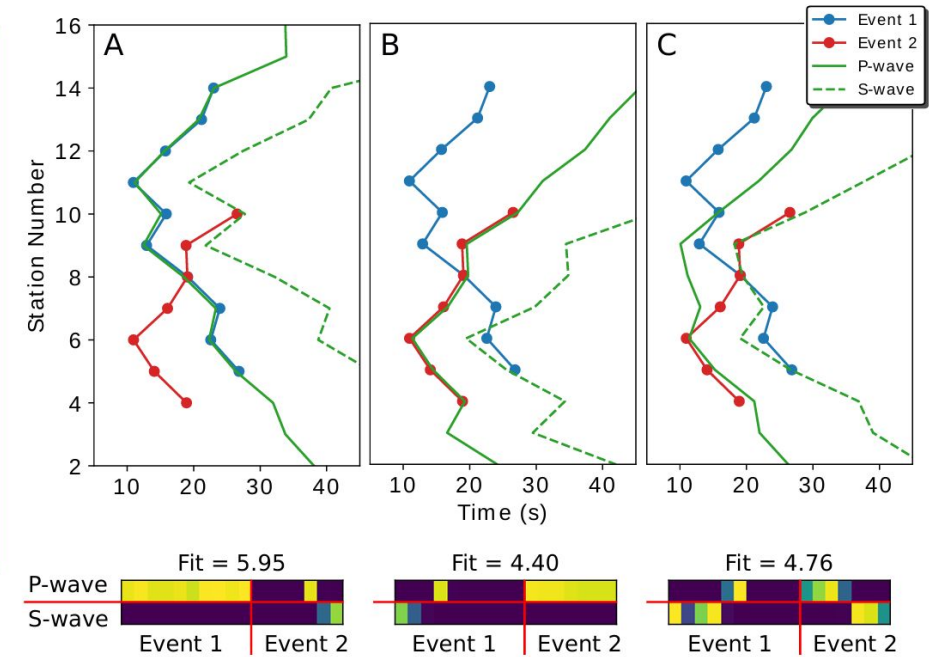 A
B
C
Event 1
Event 2
P-wave
S-wave
16
14
12
10
8
6
4
2
Station Number
10 20 30 40
10 20 30 40
10 20 30 40
Time (s)
Fit = 5.95
Fit = 4.40
Fit = 4.76
P-wave
S-wave
Event 1 Event 2
Event 1 Event 2
Event 1 Event 2